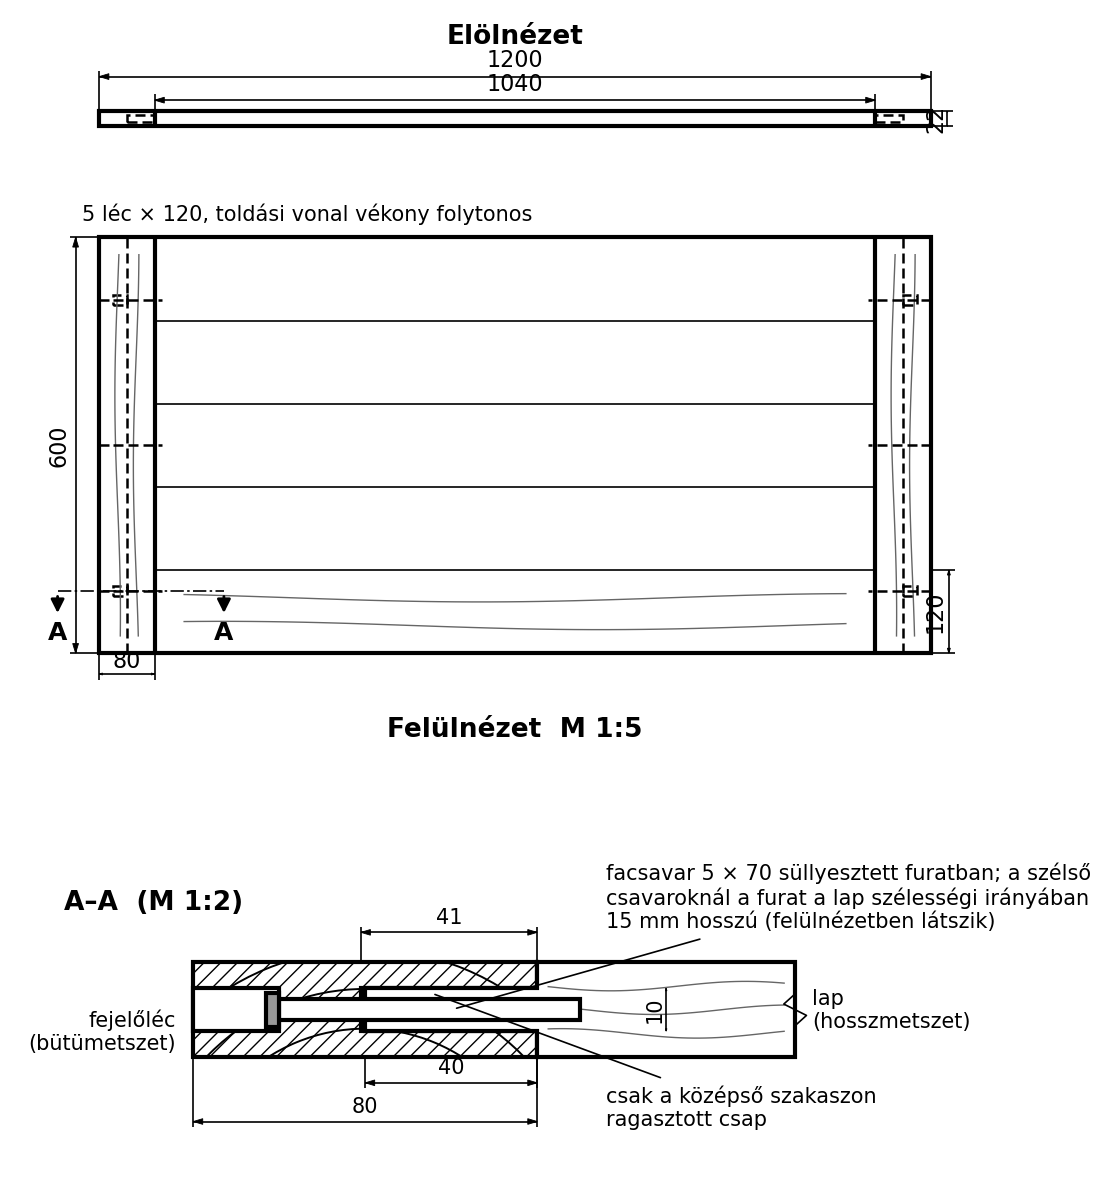 Elölnézet
1200
1040
22
5 léc × 120, toldási vonal vékony folytonos
600
A
A
120
80
Felülnézet  M 1:5
facsavar 5 × 70 süllyesztett furatban; a szélső
csavaroknál a furat a lap szélességi irányában
15 mm hosszú (felülnézetben látszik)
A–A  (M 1:2)
41
10
lap
(hosszmetszet)
fejelőléc
(bütümetszet)
40
80
csak a középső szakaszon
ragasztott csap